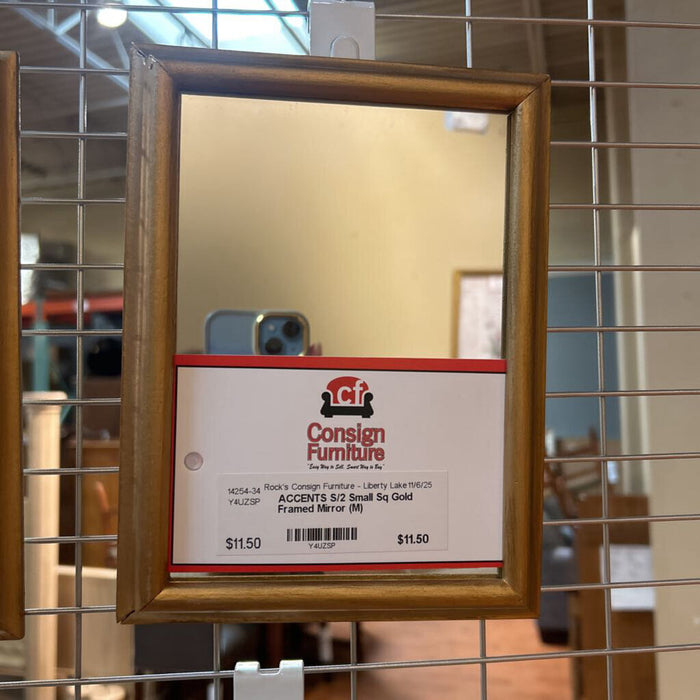 cf
Consign
Furniture
"Easy Way to Sell, Smart Way to Buy"
14254-34 Rock's Consign Furniture - Liberty Lake 11/6/25
Y4UZSP ACCENTS S/2 Small Sq Gold
Framed Mirror (M)
$11.50 Y4UZSP $11.50